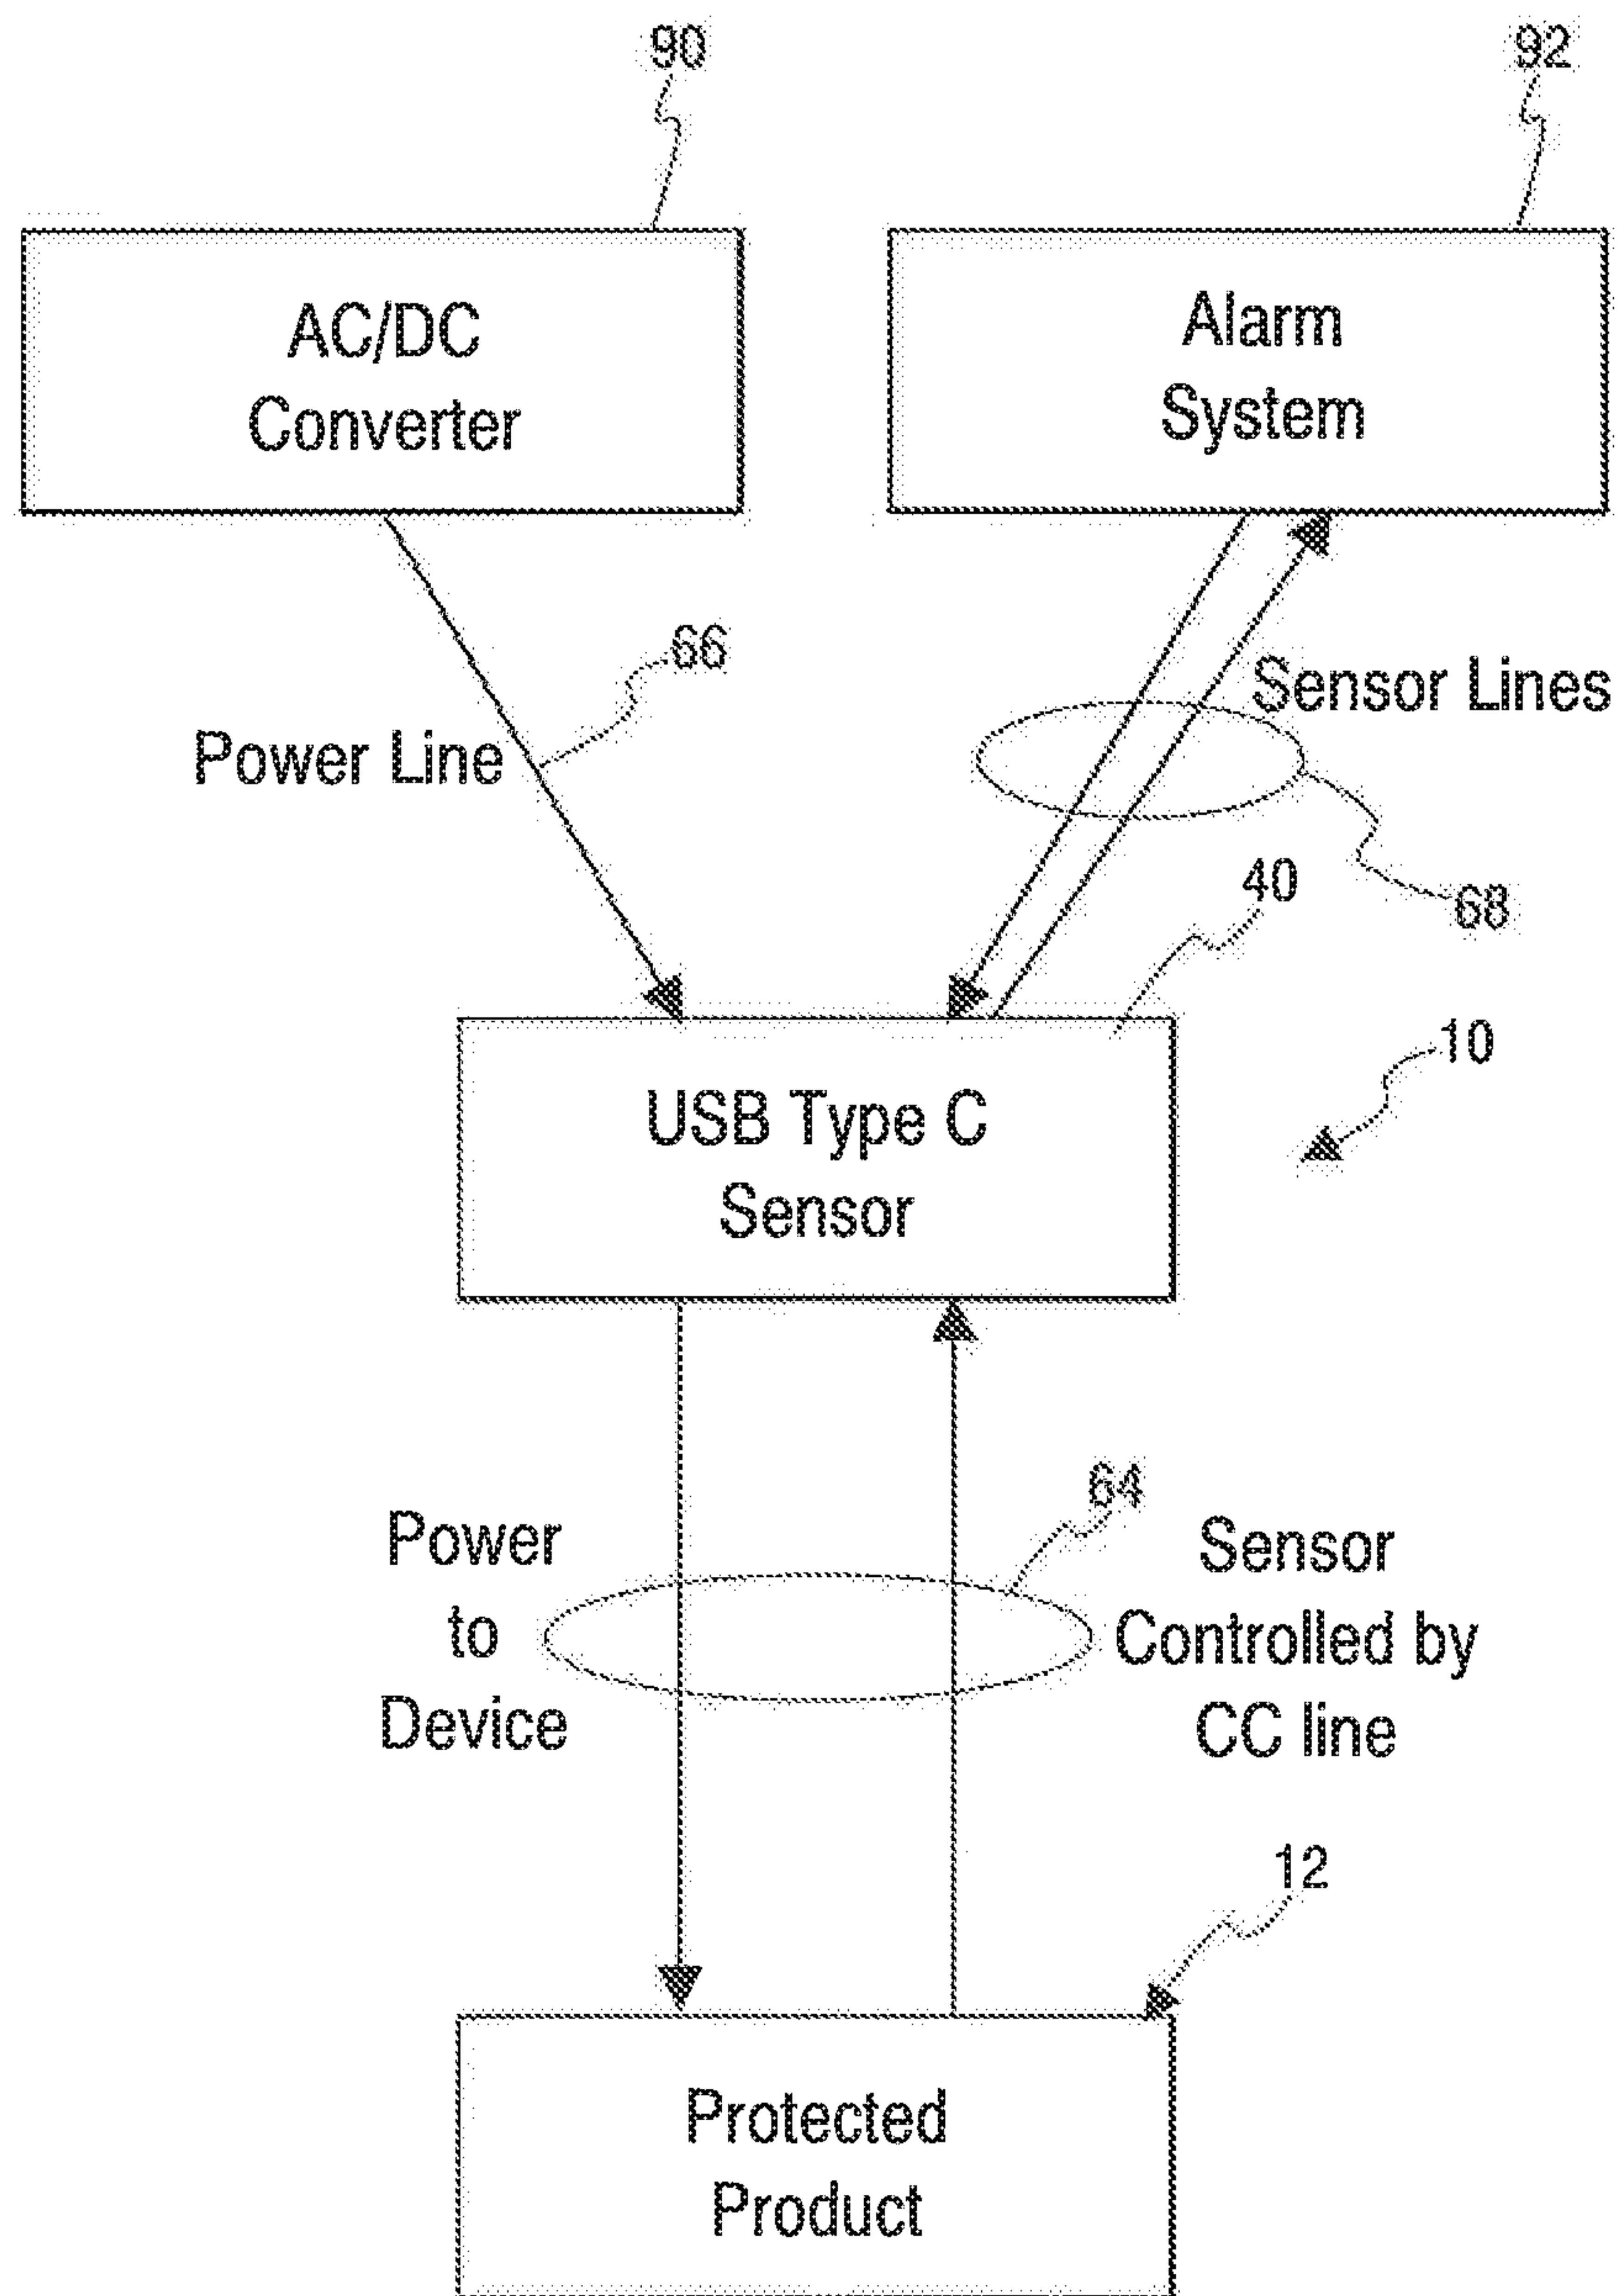 90
92
AC/DC
Converter
Alarm
System
66
Sensor Lines
Power Line
40
68
10
USB Type C
Sensor
64
Power
to
Device
Sensor
Controlled by
CC line
12
Protected
Product